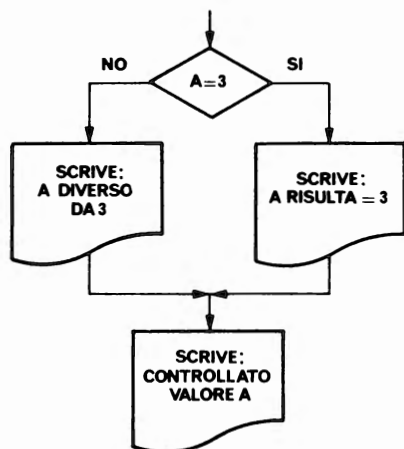 NO
A=3
SI
SCRIVE:
A DIVERSO
DA 3
SCRIVE:
A RISULTA = 3
SCRIVE:
CONTROLLATO
VALORE A